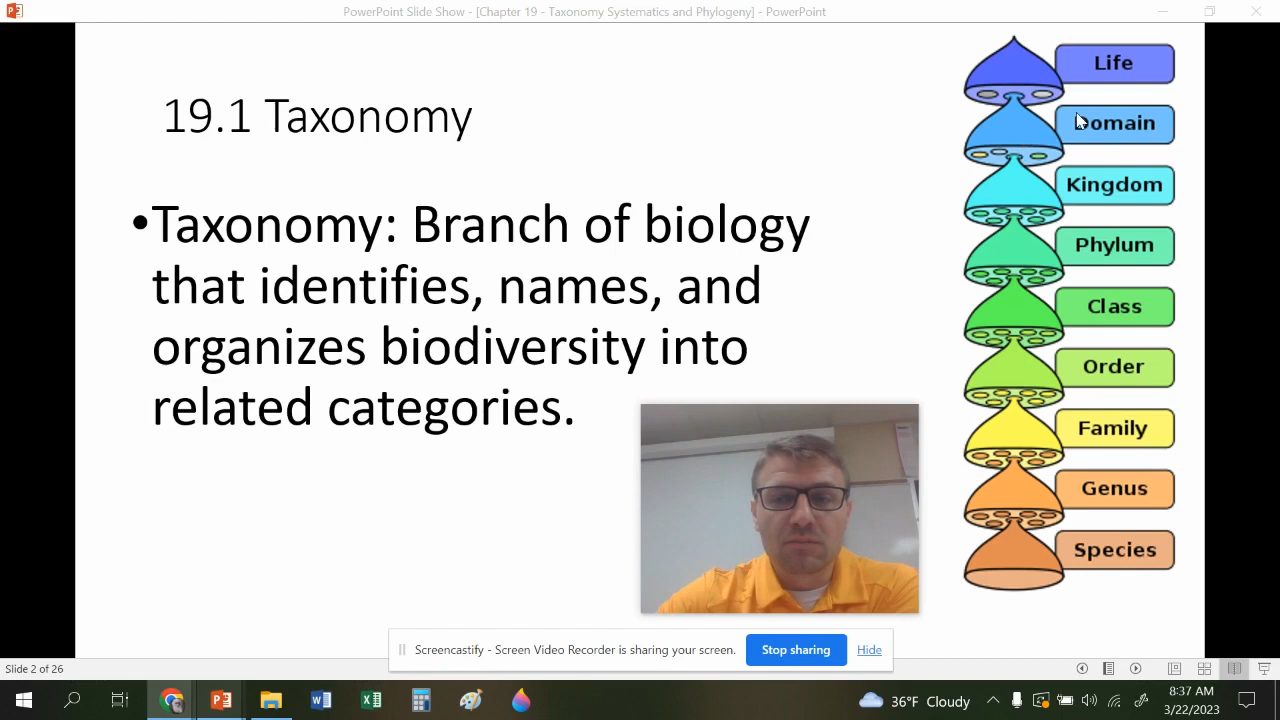 PowerPoint Slide Show - [Chapter 19 - Taxonomy Systematics and Phylogeny] - PowerPoint
19.1 Taxonomy
•Taxonomy: Branch of biology
that identifies, names, and
organizes biodiversity into
related categories.
Life
Domain
Kingdom
Phylum
Class
Order
Family
Genus
Species
Screencastify - Screen Video Recorder is sharing your screen.
Stop sharing
Hide
Slide 2 of 26
36°F Cloudy
8:37 AM
3/22/2023